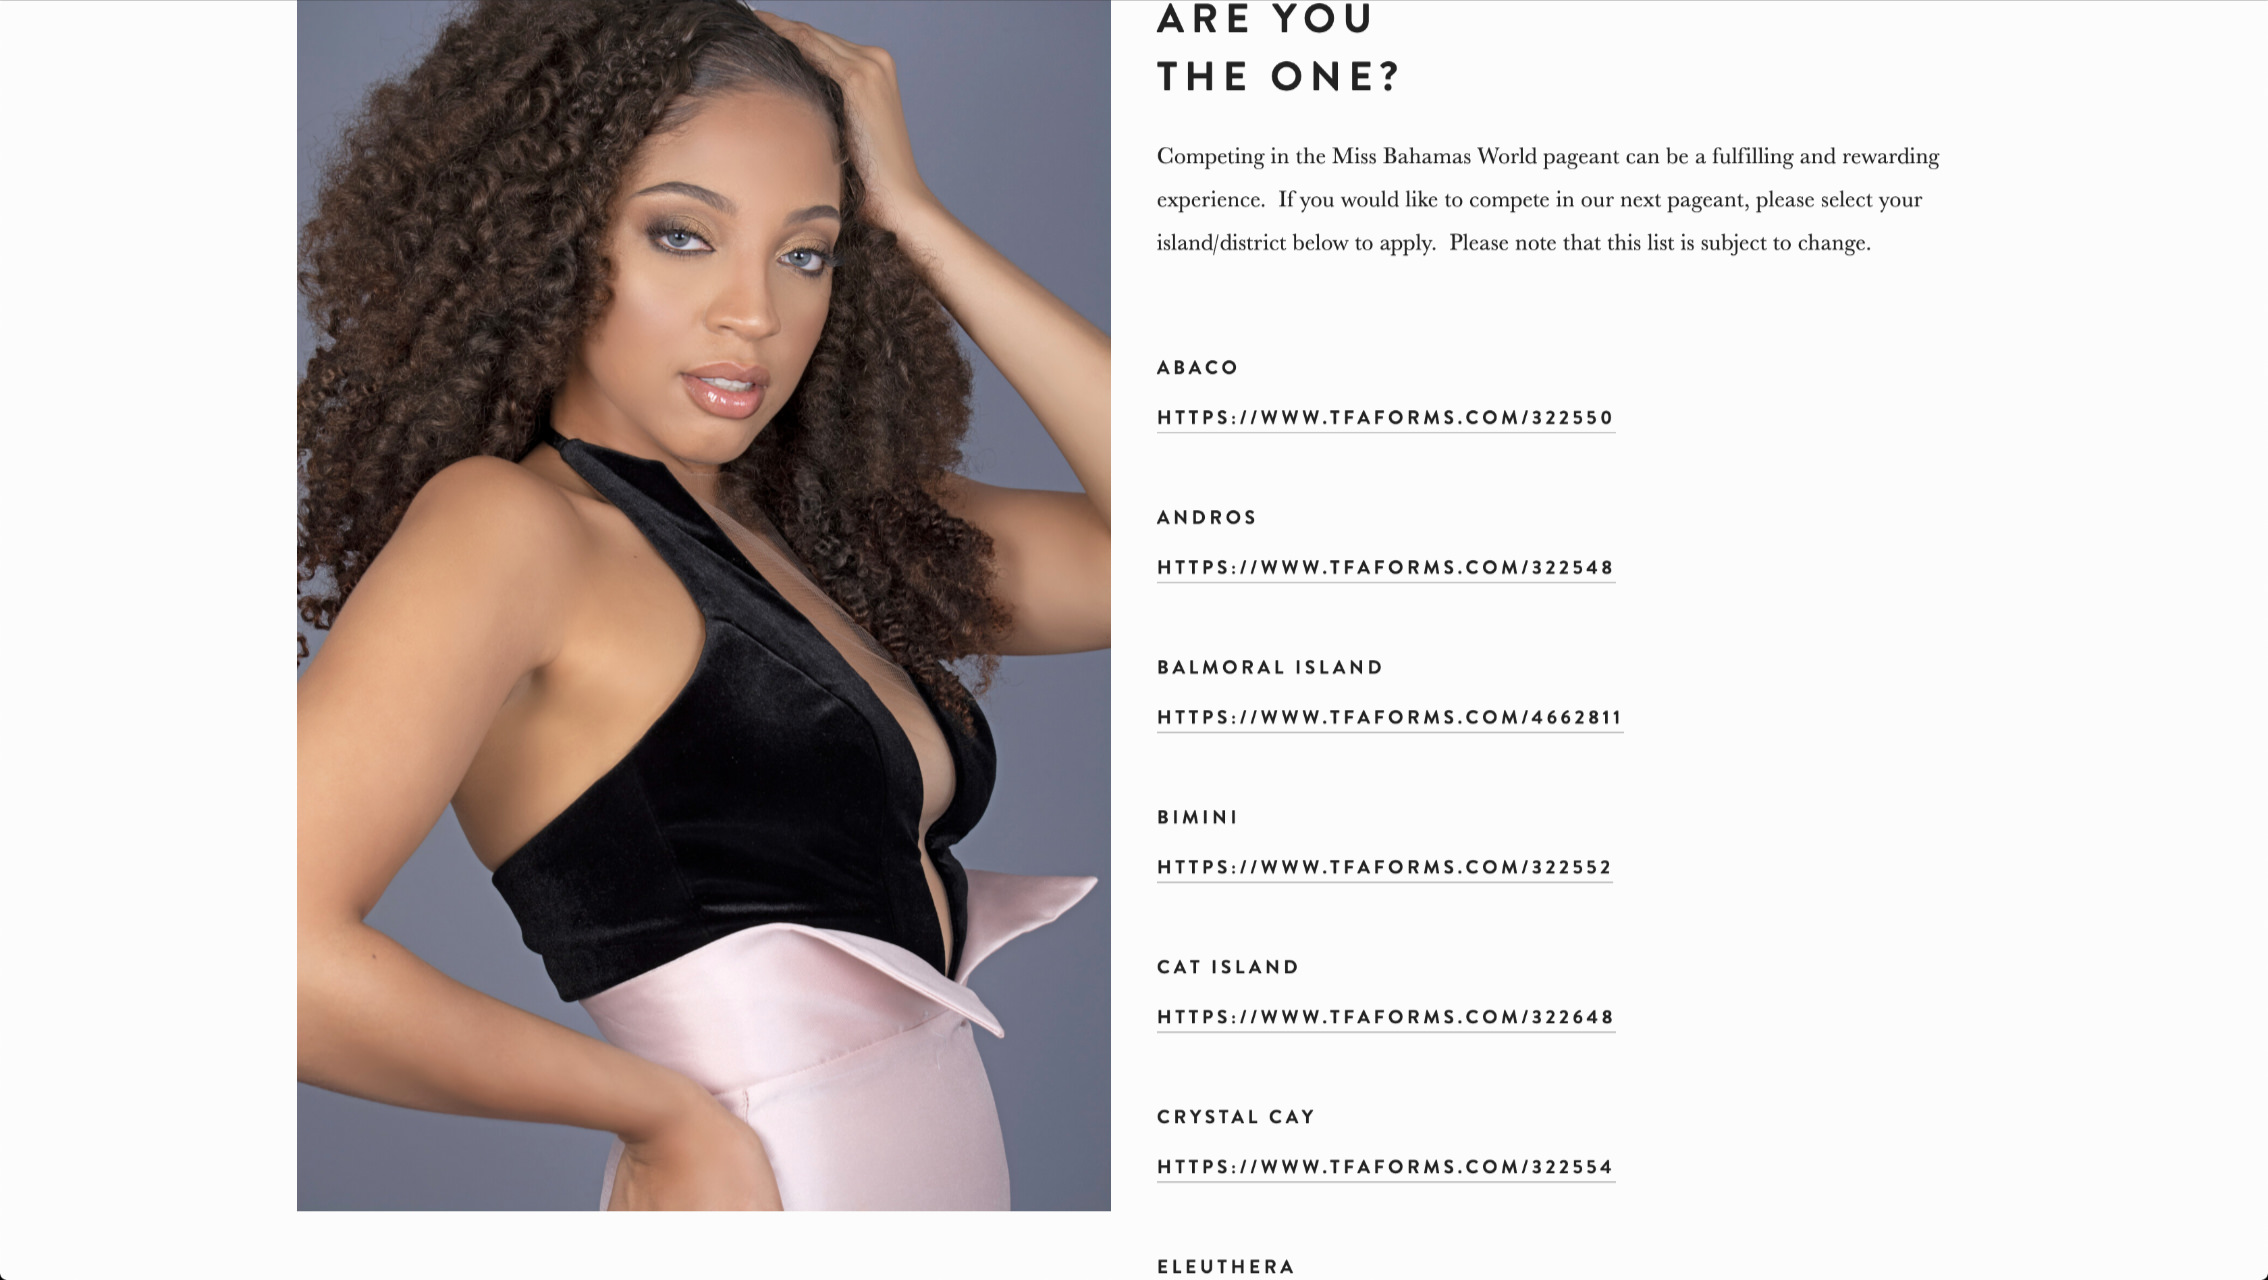 ARE YOU
THE ONE?
Competing in the Miss Bahamas World pageant can be a fulfilling and rewarding
experience.  If you would like to compete in our next pageant, please select your
island/district below to apply.  Please note that this list is subject to change.
ABACO
HTTPS://WWW.TFAFORMS.COM/322550
ANDROS
HTTPS://WWW.TFAFORMS.COM/322548
BALMORAL ISLAND
HTTPS://WWW.TFAFORMS.COM/4662811
BIMINI
HTTPS://WWW.TFAFORMS.COM/322552
CAT ISLAND
HTTPS://WWW.TFAFORMS.COM/322648
CRYSTAL CAY
HTTPS://WWW.TFAFORMS.COM/322554
ELEUTHERA